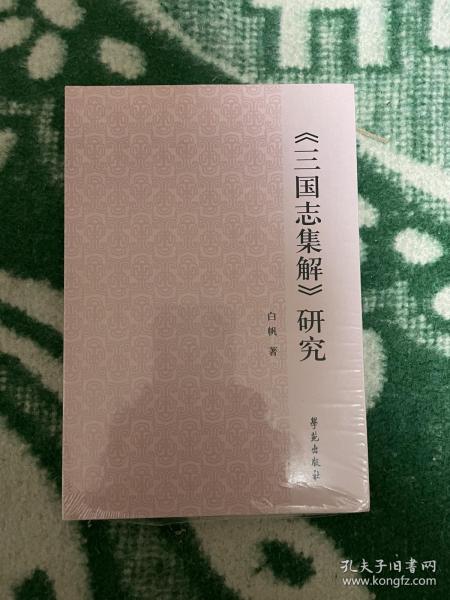 《三国志集解》研究
白帆 著
學苑出版社
孔夫子旧书网
www.kongfz.com